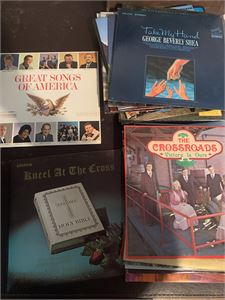 GREAT SONGS
OF AMERICA
Take My Hand
GEORGE BEVERLY SHEA
Kneel At The Cross
HOLY BIBLE
THE
CROSSROADS
Victory Is Ours